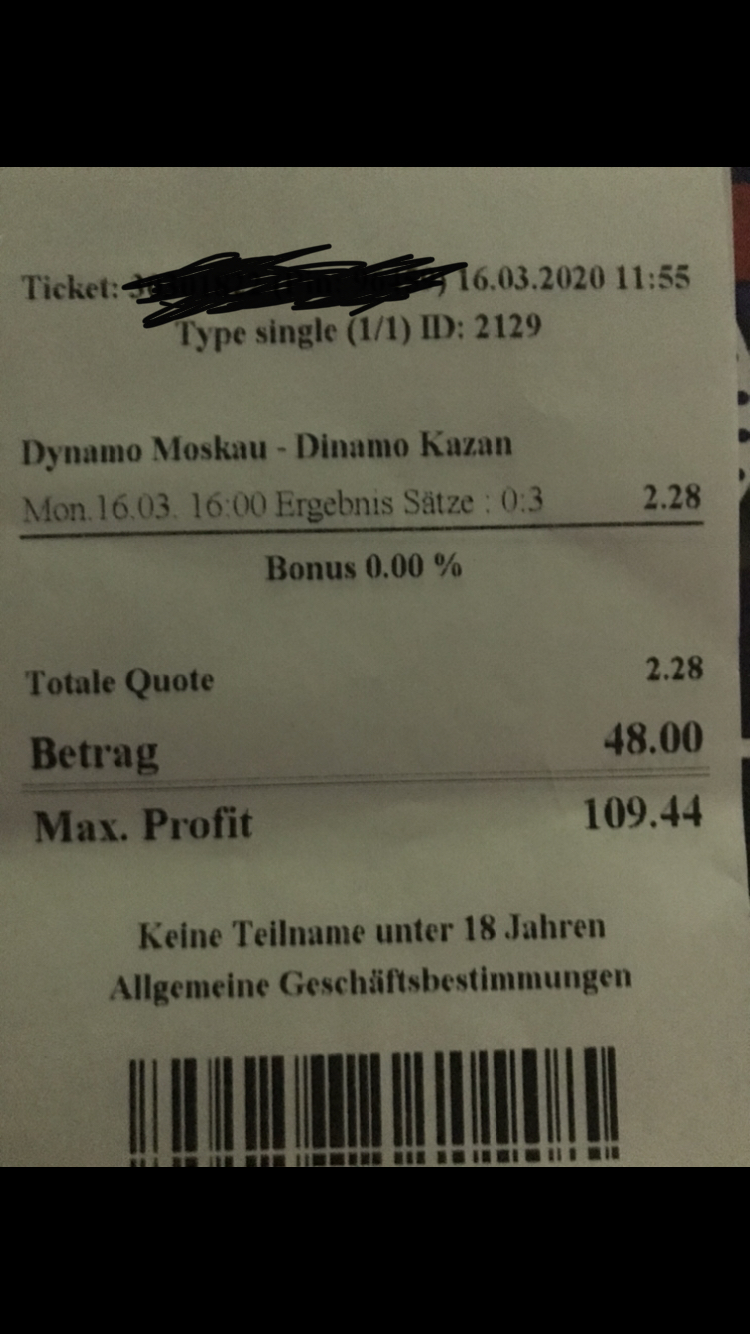 Ticket: 16.03.2020 11:55
Type single (1/1) ID: 2129
Dynamo Moskau - Dinamo Kazan
Mon.16.03. 16:00 Ergebnis Sätze : 0:3 2.28
Bonus 0.00 %
Totale Quote 2.28
Betrag 48.00
Max. Profit 109.44
Keine Teilname unter 18 Jahren
Allgemeine Geschäftsbestimmungen